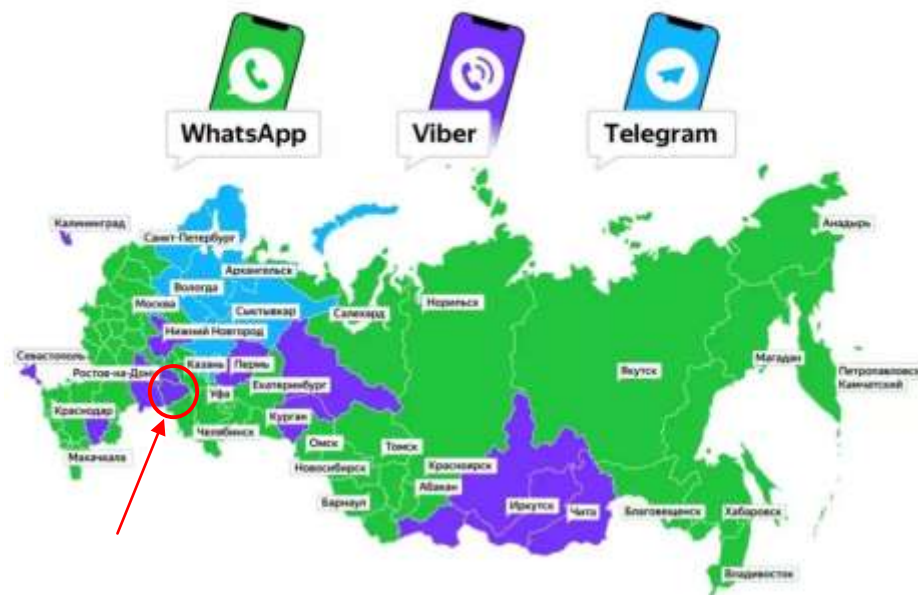 WhatsApp
Viber
Telegram
Калининград
Анадырь
Санкт-Петербург
Архангельск
Вологда
Москва
Сыктывкар
Салехард
Норильск
Нижний Новгород
Севастополь
Казань
Пермь
Магадан
Ростов-на-Дону
Якутск
Петропавловск
Камчатский
Екатеринбург
Уфа
Краснодар
Курган
Челябинск
Омск
Томск
Махачкала
Новосибирск
Красноярск
Абакан
Барнаул
Иркутск
Чита
Благовещенск
Хабаровск
Владивосток